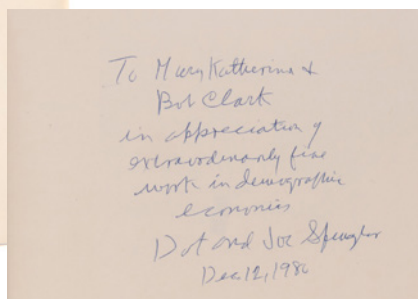 To Mary Katherine &
Bob Clark
in appreciation of
extraordinarily fine
work in demographic
economics
Dot and Joe Spengler
Dec 12, 1980